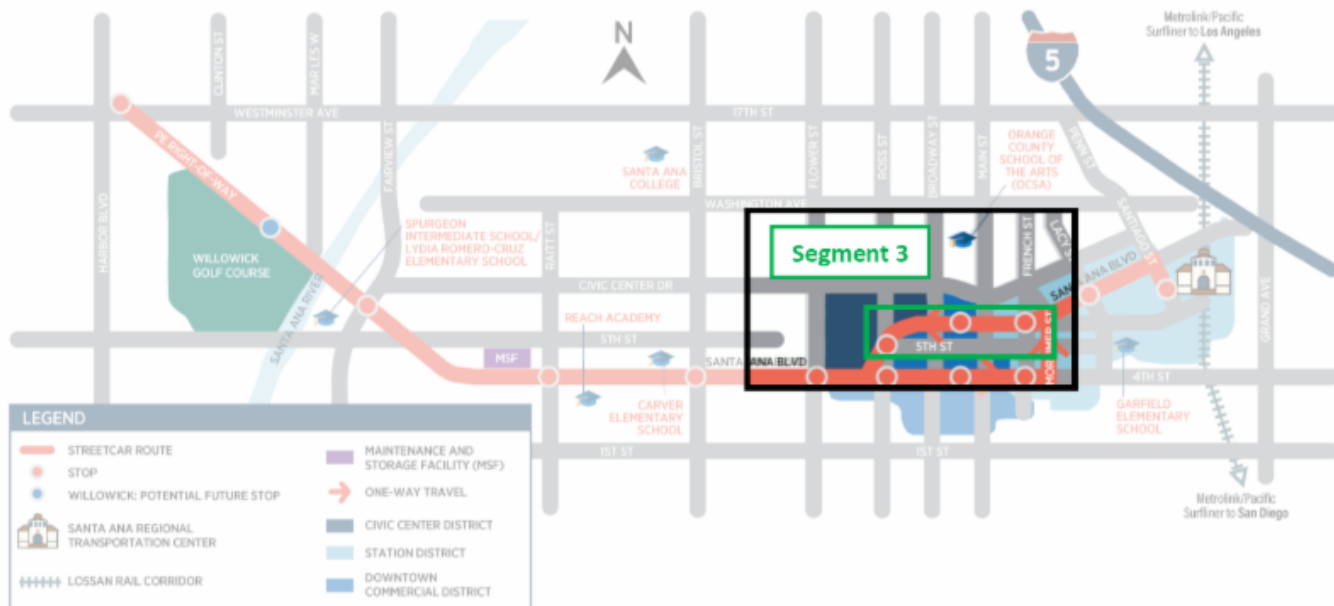 Metrolink/Pacific
Surfliner to Los Angeles
N
5
HARBOR BLVD
CLINTON ST
FAIRVIEW ST
WESTMINSTER AVE
17TH ST
PE RIGHT-OF-WAY
BRISTOL ST
FLOWER ST
ROSS ST
BROADWAY ST
MAIN ST
PENN ST
ORANGE
COUNTY
SCHOOL OF
THE ARTS
(OCSA)
SANTA ANA
COLLEGE
WASHINGTON AVE
SANTIAGO ST
SPURGEON
INTERMEDIATE SCHOOL/
LYDIA ROMERO-CRUZ
ELEMENTARY SCHOOL
RAITT ST
Segment 3
FRENCH ST
WILLOWICK
GOLF COURSE
SANTA ANA RIVER
CIVIC CENTER DR
GRAND AVE
REACH ACADEMY
5TH ST
5TH ST
MSF
SANTA ANA BLVD
4TH ST
CARVER
ELEMENTARY
SCHOOL
GARFIELD
ELEMENTARY
SCHOOL
1ST ST
1ST ST
Metrolink/Pacific
Surfliner to San Diego
LEGEND
STREETCAR ROUTE
STOP
WILLOWICK: POTENTIAL FUTURE STOP
SANTA ANA REGIONAL
TRANSPORTATION CENTER
LOSSAN RAIL CORRIDOR
MAINTENANCE AND
STORAGE FACILITY (MSF)
ONE-WAY TRAVEL
CIVIC CENTER DISTRICT
STATION DISTRICT
DOWNTOWN
COMMERCIAL DISTRICT